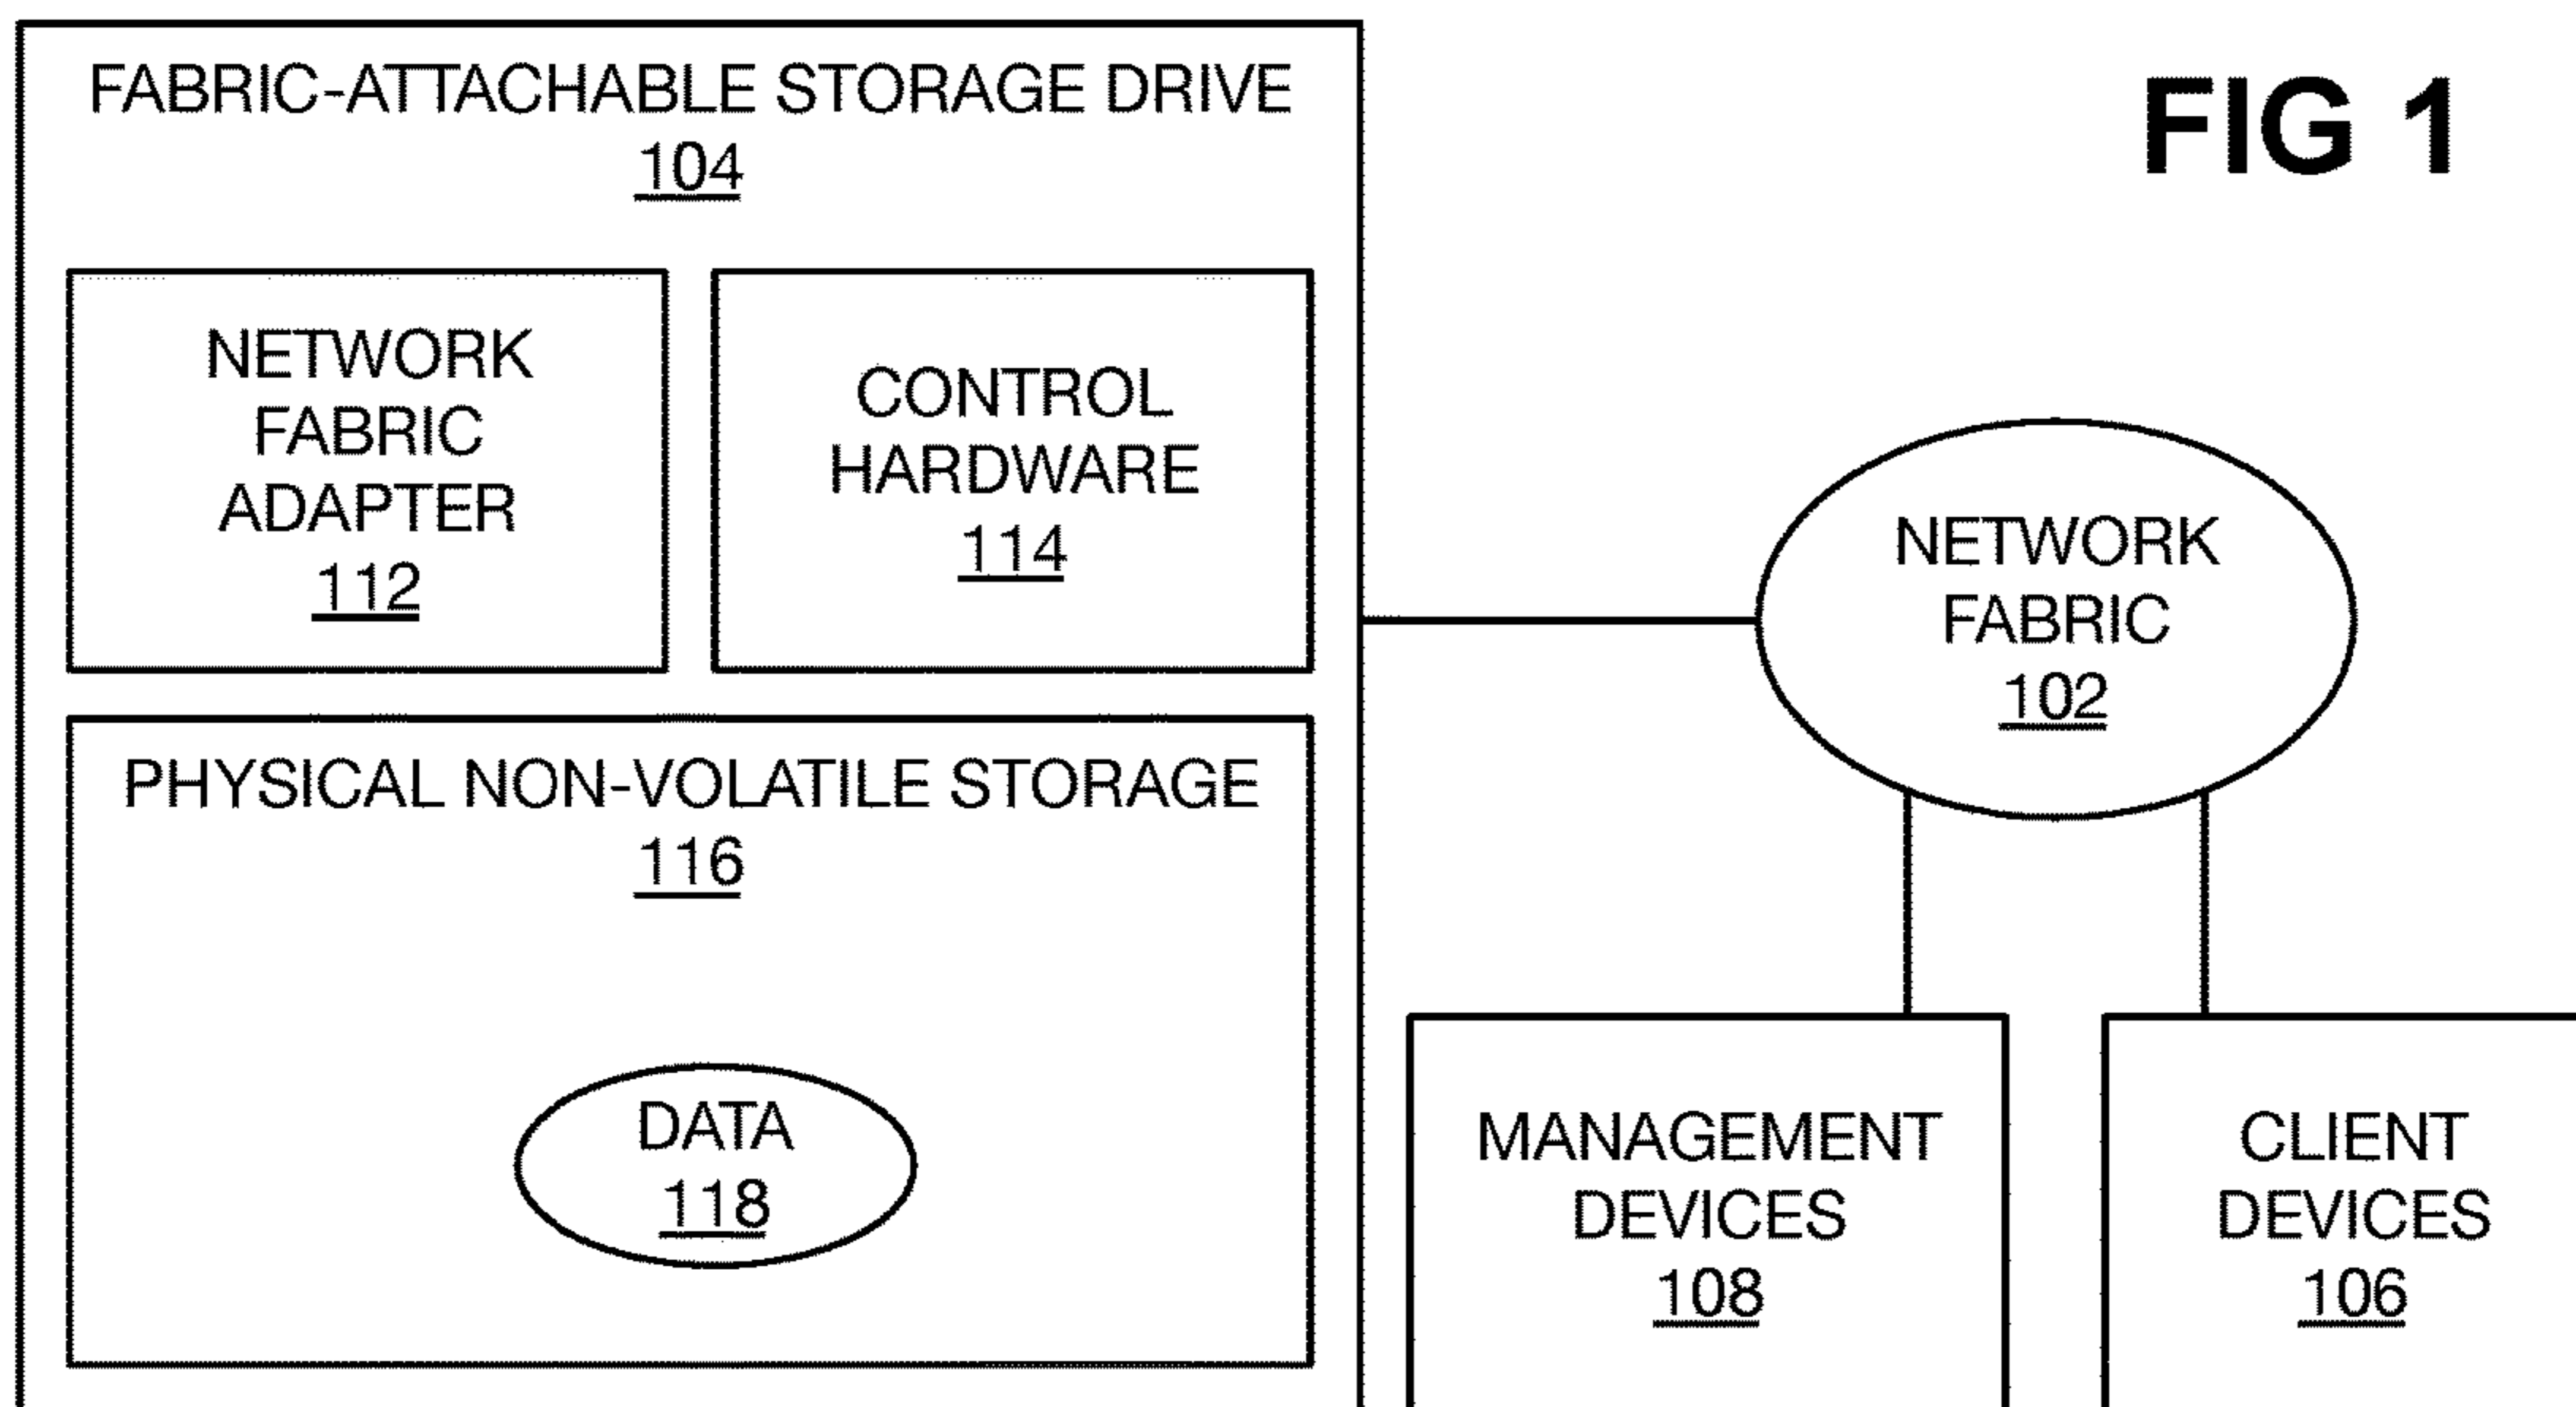 FIG 1
FABRIC-ATTACHABLE STORAGE DRIVE
104
NETWORK
FABRIC
ADAPTER
112
CONTROL
HARDWARE
114
PHYSICAL NON-VOLATILE STORAGE
116
DATA
118
NETWORK
FABRIC
102
MANAGEMENT
DEVICES
108
CLIENT
DEVICES
106